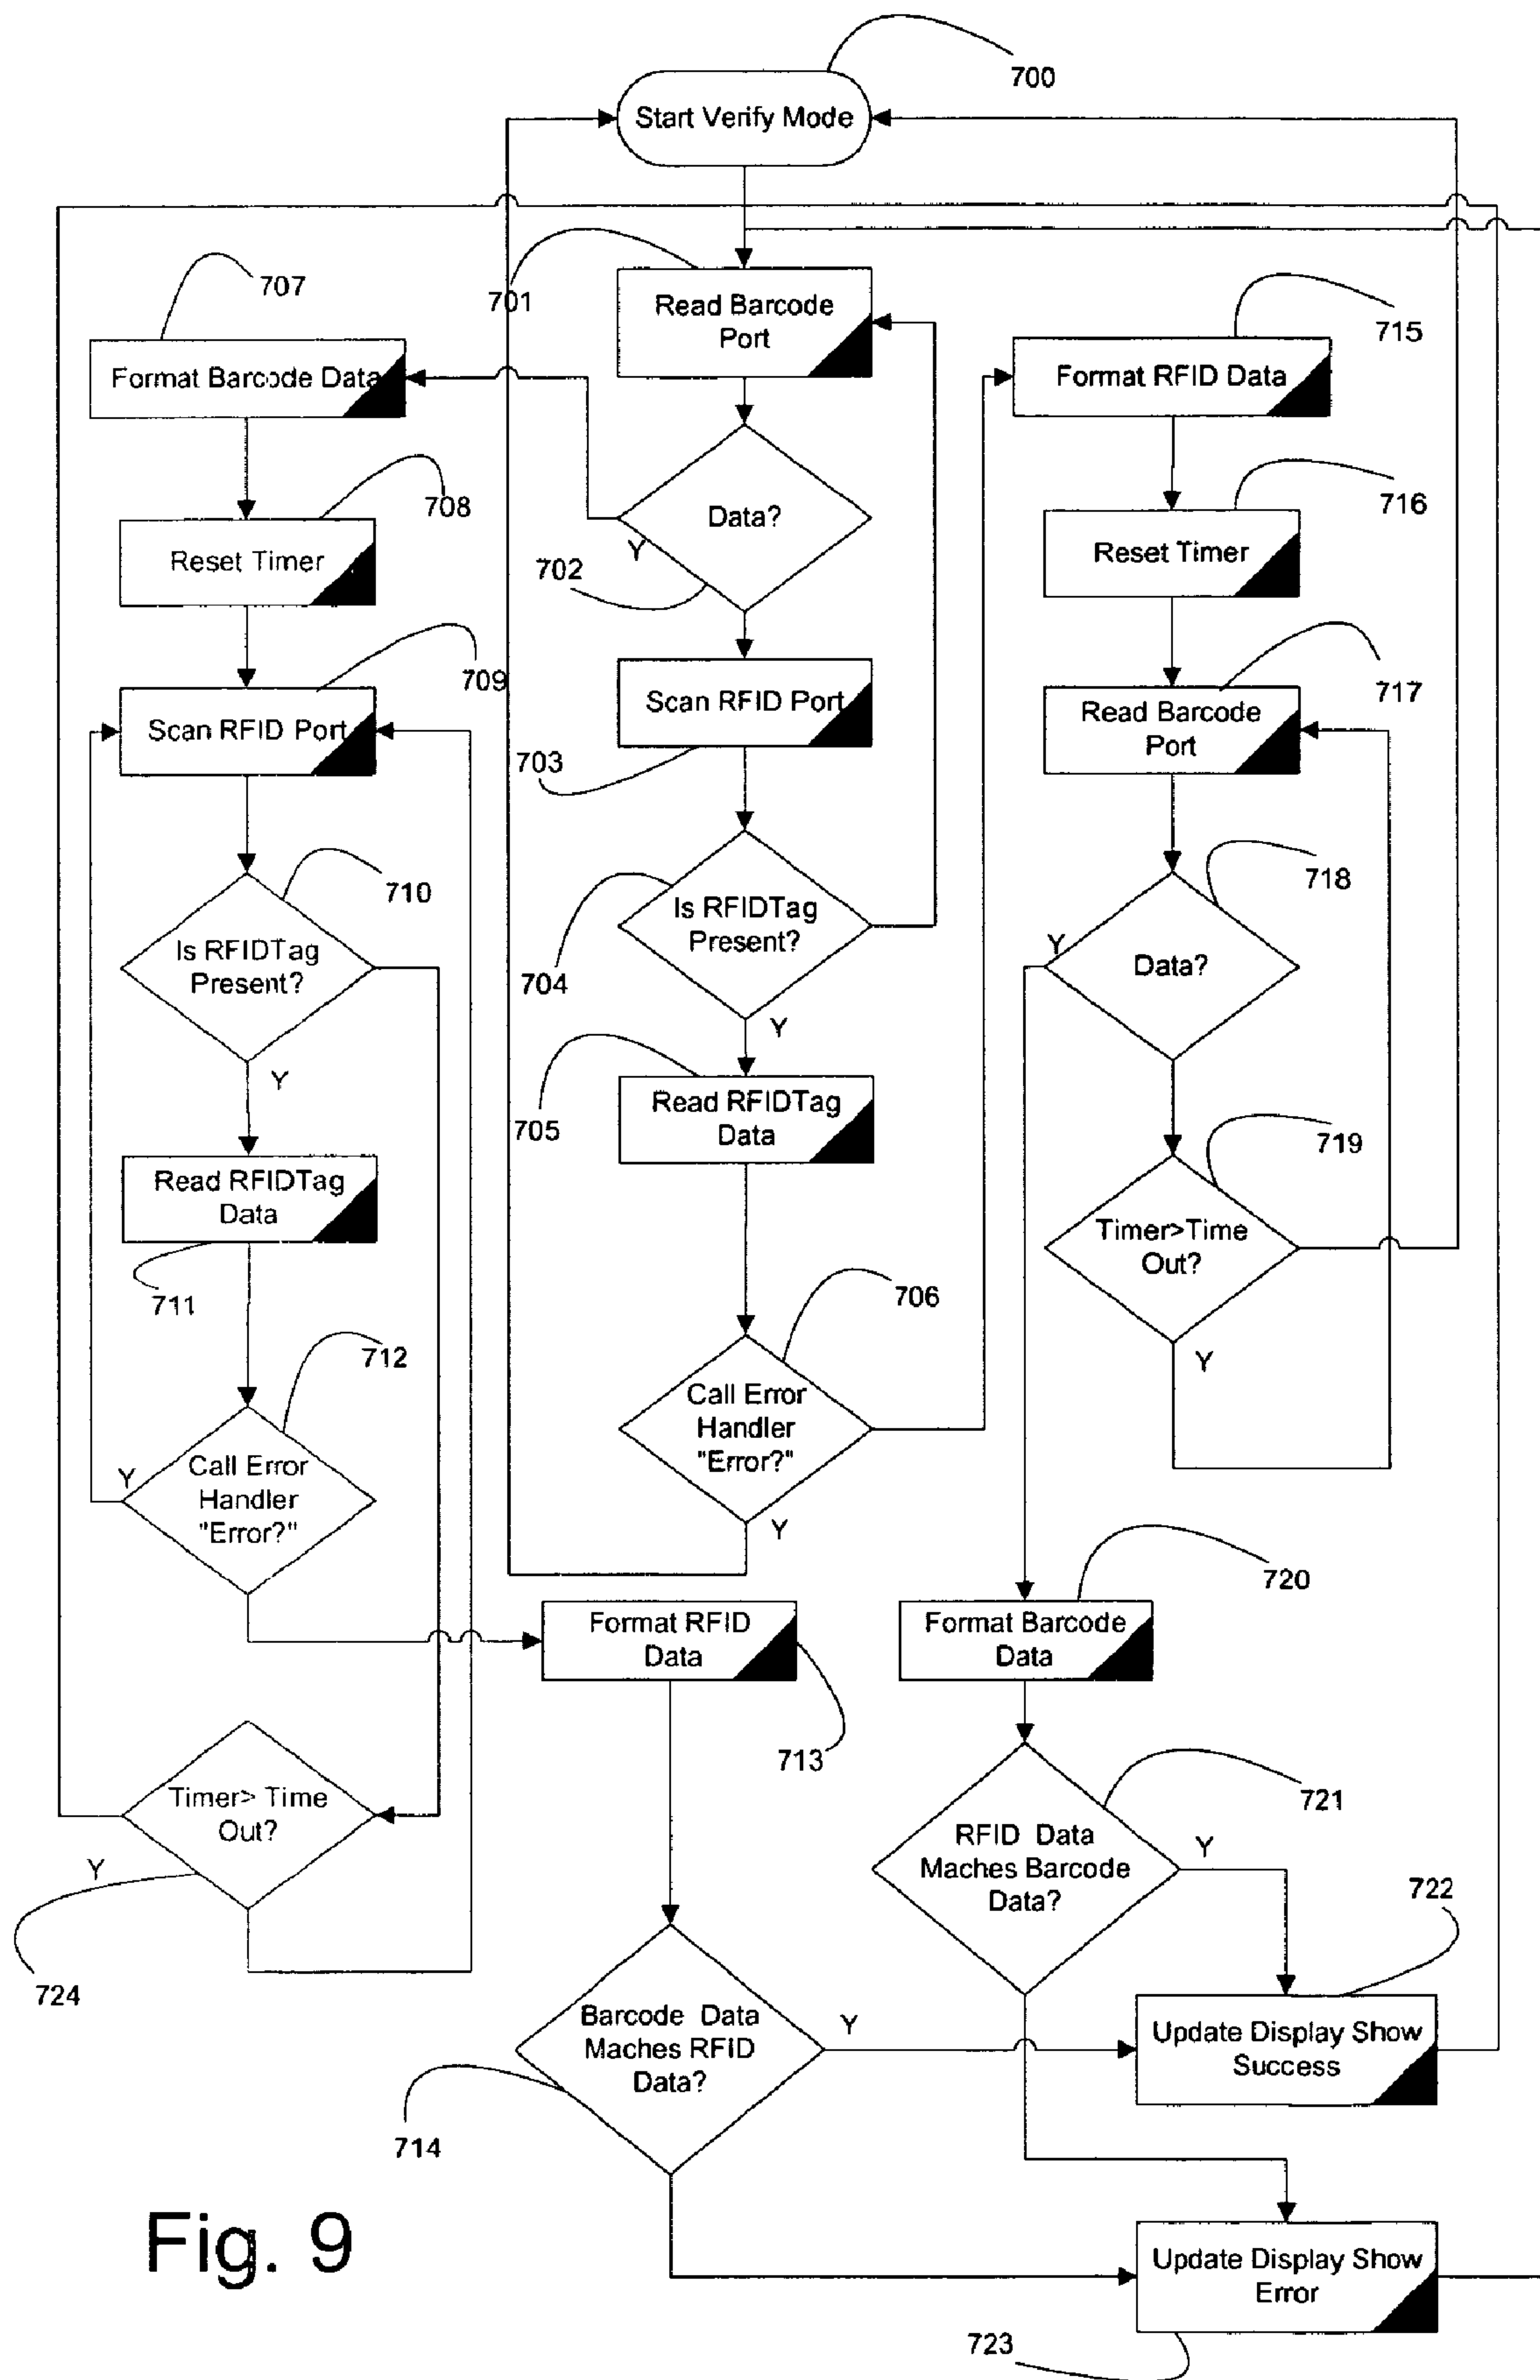 700
Start Verify Mode
701
Read Barcode
Port
707
Format Barcode Data
715
Format RFID Data
708
Reset Timer
702
Data?
Y
716
Reset Timer
709
Scan RFID Port
703
Scan RFID Port
717
Read Barcode
Port
710
Is RFIDTag
Present?
Y
704
Is RFIDTag
Present?
Y
718
Data?
Y
705
Read RFIDTag
Data
711
Read RFIDTag
Data
719
Timer>Time
Out?
Y
706
Call Error
Handler
"Error?"
Y
712
Call Error
Handler
"Error?"
Y
713
Format RFID
Data
720
Format Barcode
Data
724
Timer> Time
Out?
Y
721
RFID Data
Maches Barcode
Data?
Y
714
Barcode Data
Maches RFID
Data?
Y
722
Update Display Show
Success
723
Update Display Show
Error
Fig. 9